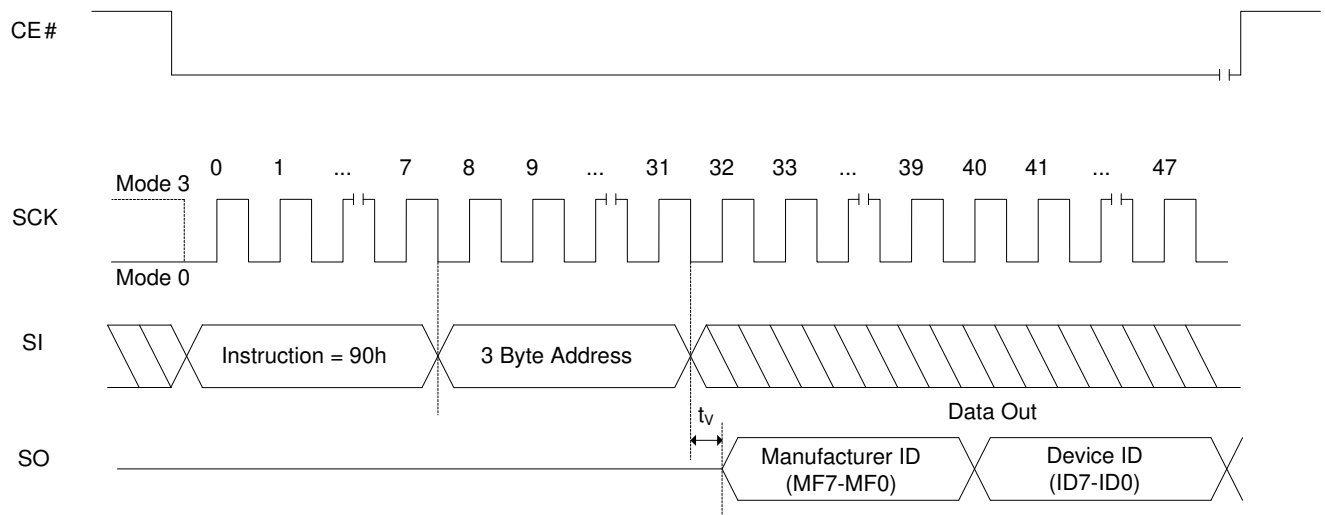 CE#
0 1 ... 7 8 9 ... 31 32 33 ... 39 40 41 ... 47
Mode 3
SCK
Mode 0
SI
Instruction = 90h
3 Byte Address
tV
Data Out
SO
Manufacturer ID
(MF7-MF0)
Device ID
(ID7-ID0)